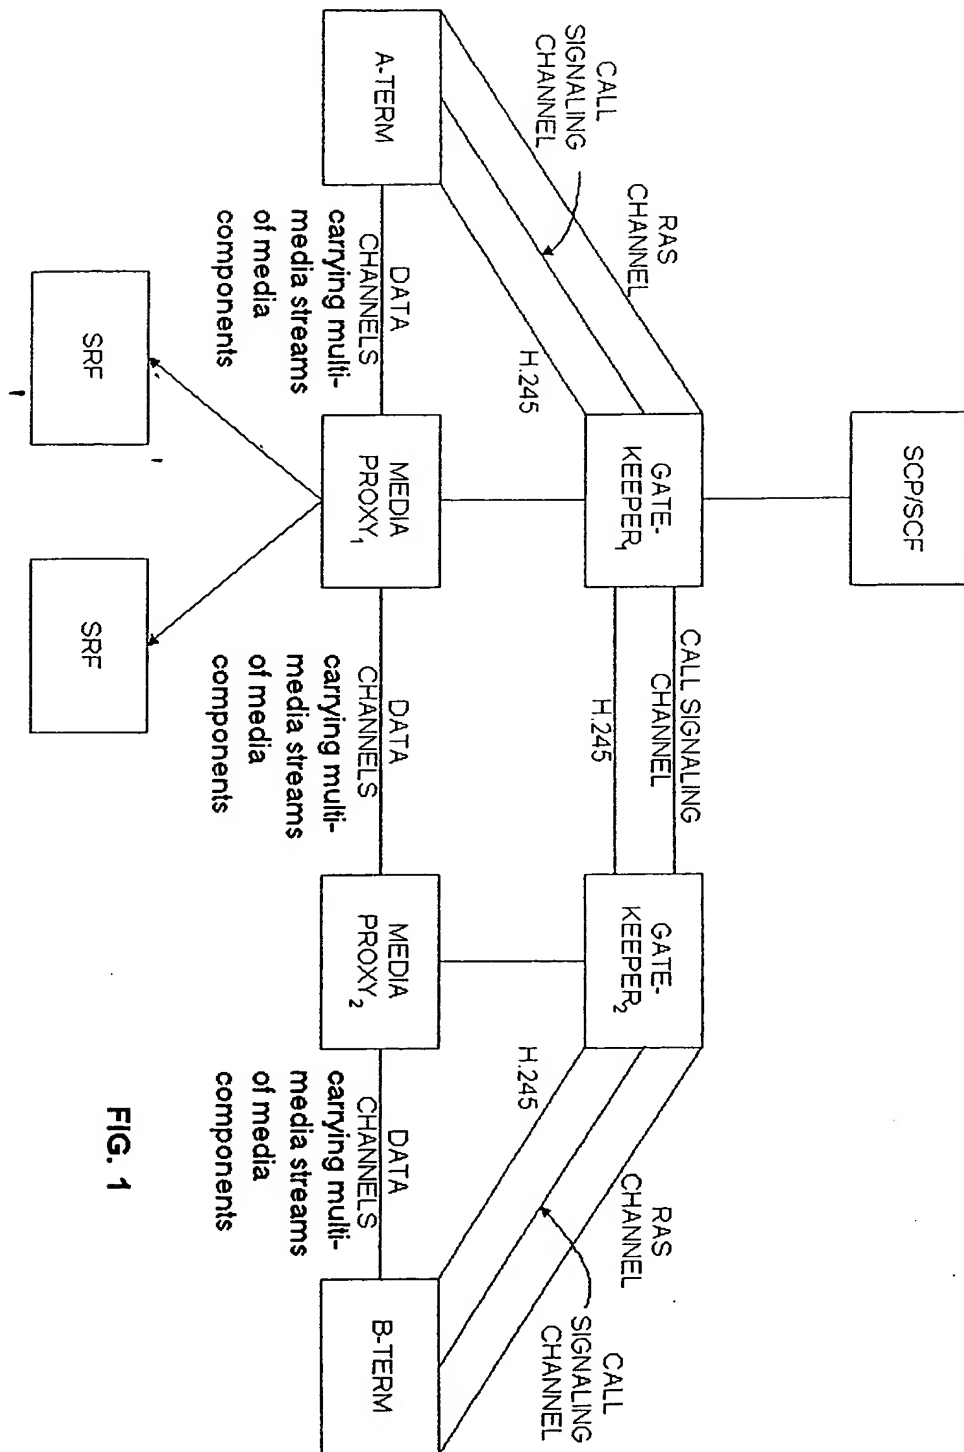 SCP/SCF
CALL
SIGNALING
CHANNEL
RAS
CHANNEL
GATE-
KEEPER1
CALL SIGNALING
CHANNEL
H.245
GATE-
KEEPER2
RAS
CHANNEL
CALL
SIGNALING
CHANNEL
H.245
H.245
A-TERM
DATA
CHANNELS
carrying multi-
media streams
of media
components
MEDIA
PROXY1
DATA
CHANNELS
carrying multi-
media streams
of media
components
MEDIA
PROXY2
DATA
CHANNELS
carrying multi-
media streams
of media
components
B-TERM
SRF
SRF
FIG. 1